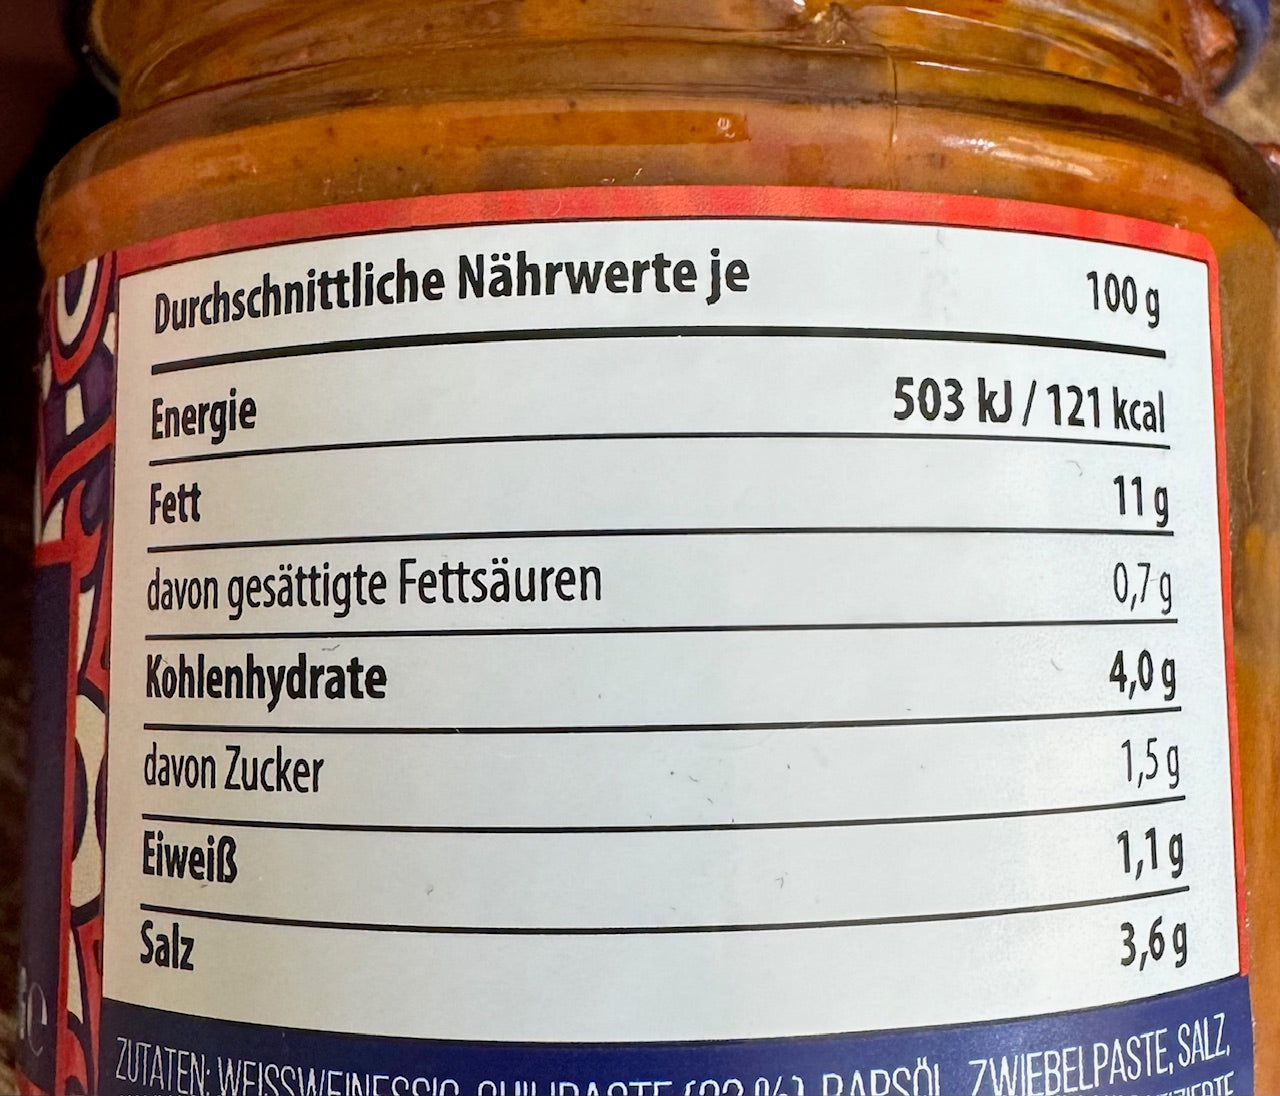 Durchschnittliche Nährwerte je 100 g
Energie 503 kJ / 121 kcal
Fett 11 g
davon gesättigte Fettsäuren 0,7 g
Kohlenhydrate 4,0 g
davon Zucker 1,5 g
Eiweiß 1,1 g
Salz 3,6 g
ZUTATEN: WEISSWEINESSIG, CHILIPASTE RAPSÖL, ZWIEBELPASTE, SALZ,